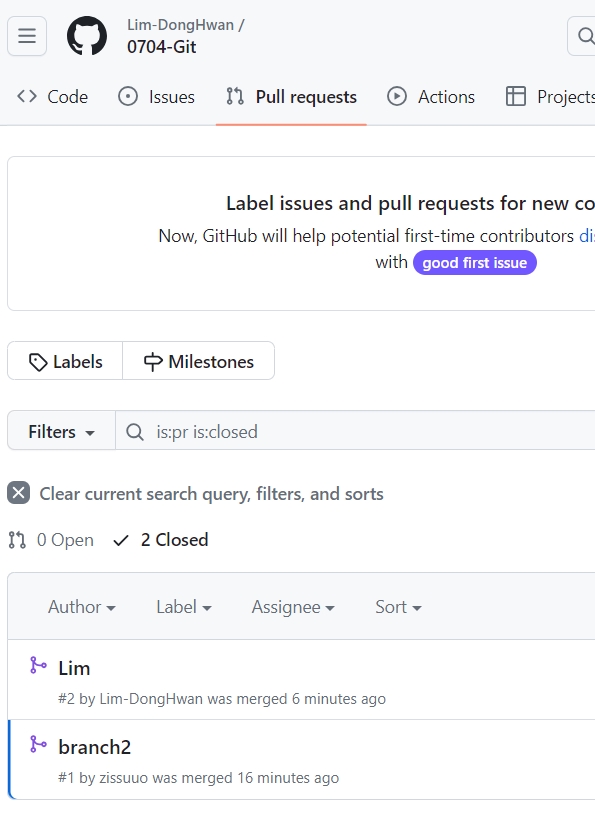 Lim-DongHwan /
0704-Git
Code Issues Pull requests Actions Projects
Label issues and pull requests for new co
Now, GitHub will help potential first-time contributors di
with good first issue
Labels Milestones
Filters is:pr is:closed
Clear current search query, filters, and sorts
0 Open 2 Closed
Author Label Assignee Sort
Lim
#2 by Lim-DongHwan was merged 6 minutes ago
branch2
#1 by zissuuo was merged 16 minutes ago